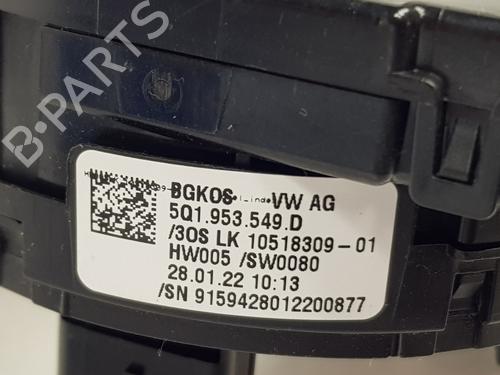 B-PARTS
BGKOS VW AG
5Q1.953.549.D
/3OS LK 10518309-01
HW005 /SW0080
28.01.22 10:13
/SN 9159428012200877